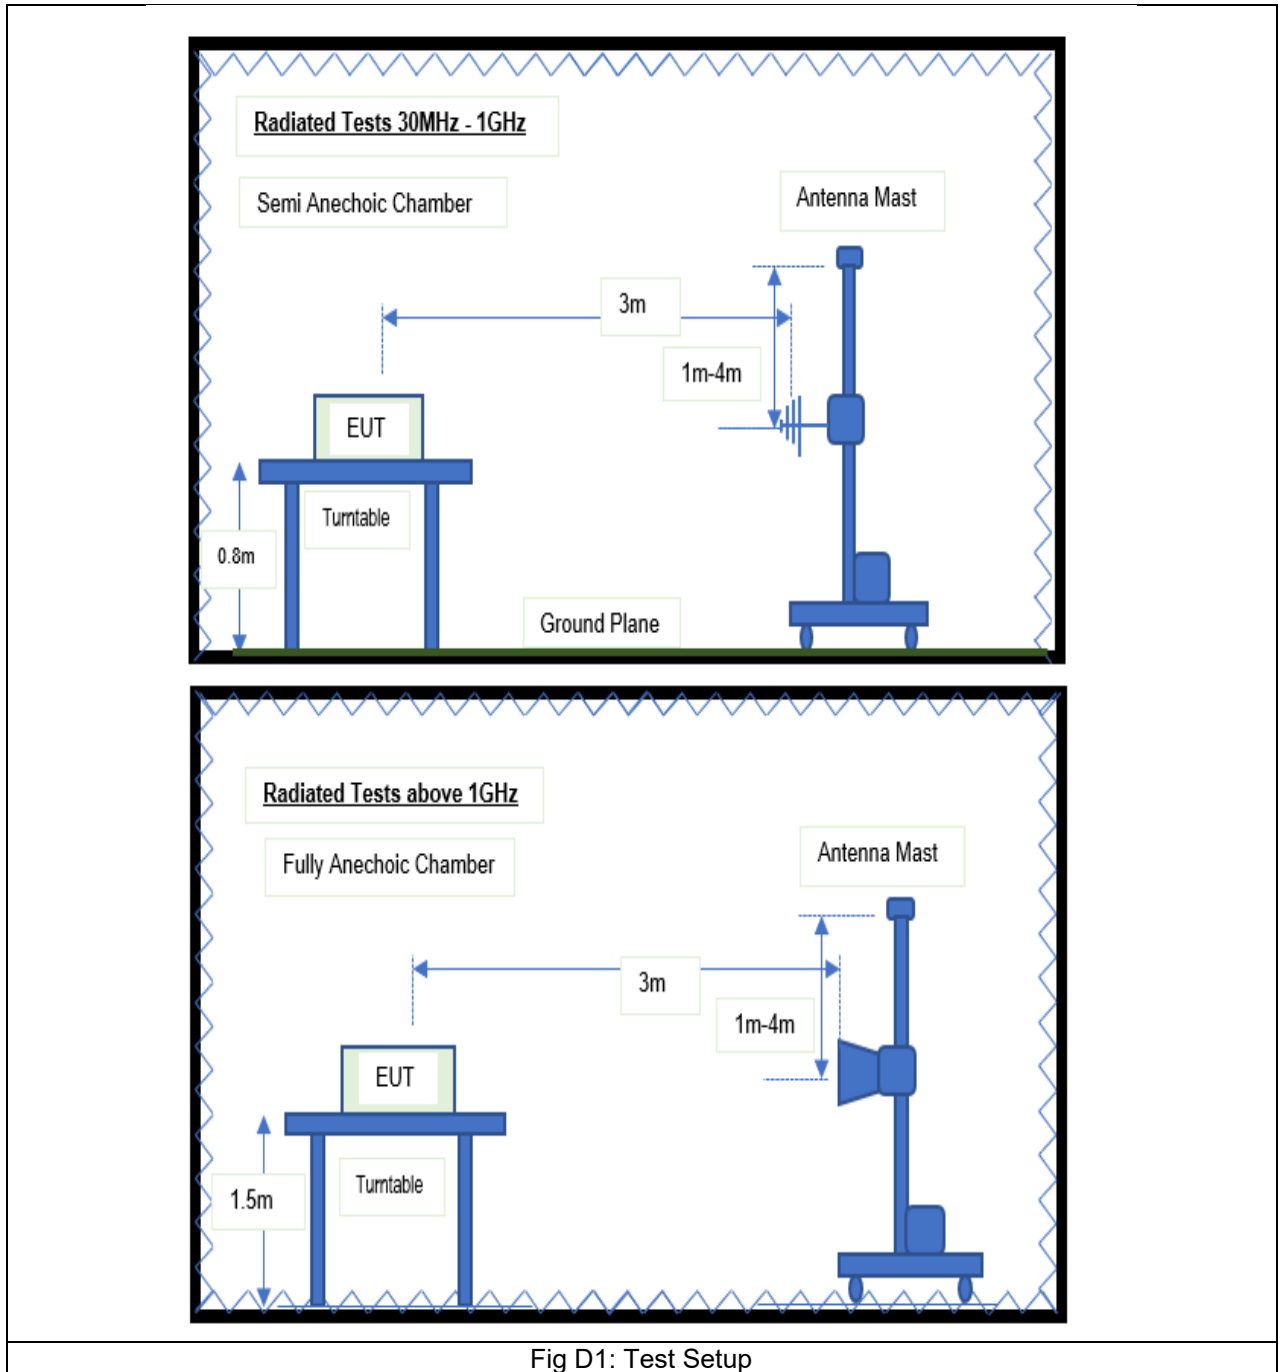 Radiated Tests 30MHz - 1GHz
Semi Anechoic Chamber
Antenna Mast
3m
1m-4m
EUT
Turntable
0.8m
Ground Plane
Radiated Tests above 1GHz
Fully Anechoic Chamber
Antenna Mast
3m
1m-4m
EUT
Turntable
1.5m
Fig D1: Test Setup